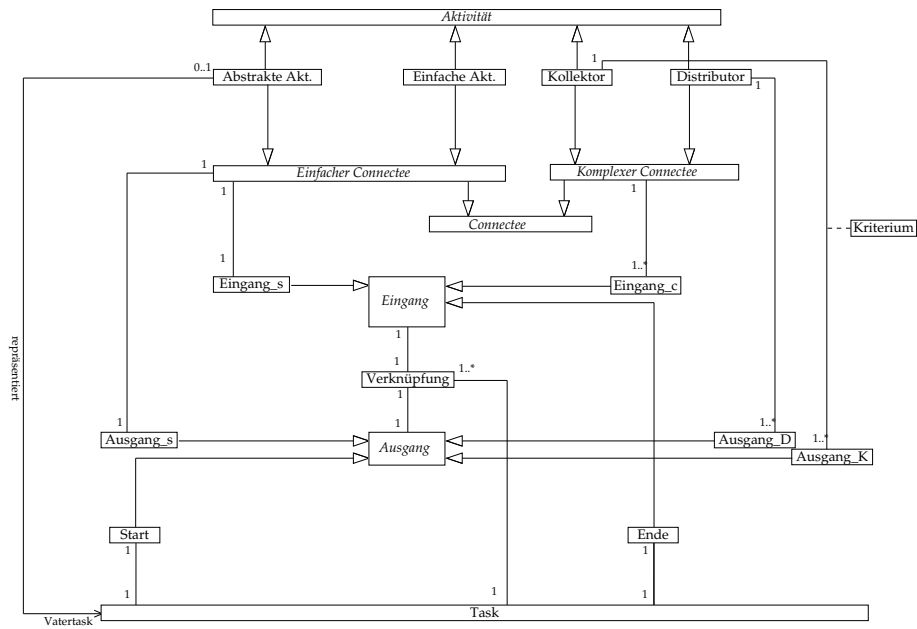 Aktivität
0..1
Abstrakte Akt.
Einfache Akt.
Kollektor
1
Distributor
1
1
Einfacher Connectee
Komplexer Connectee
1
1
Connectee
Kriterium
1
1..*
Eingang_s
Eingang
Eingang_c
1
repräsentiert
1
Verknüpfung
1..*
1
1
1
1..*
Ausgang_s
Ausgang
Ausgang_D
1..*
Ausgang_K
Start
Ende
1
1
1
1
1
Vatertask
Task